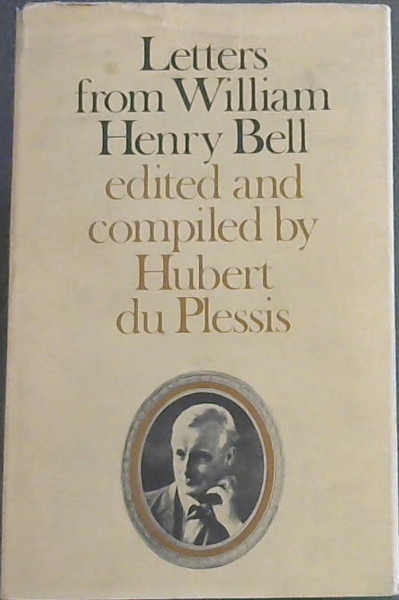 Letters
from William
Henry Bell
edited and
compiled by
Hubert
du Plessis